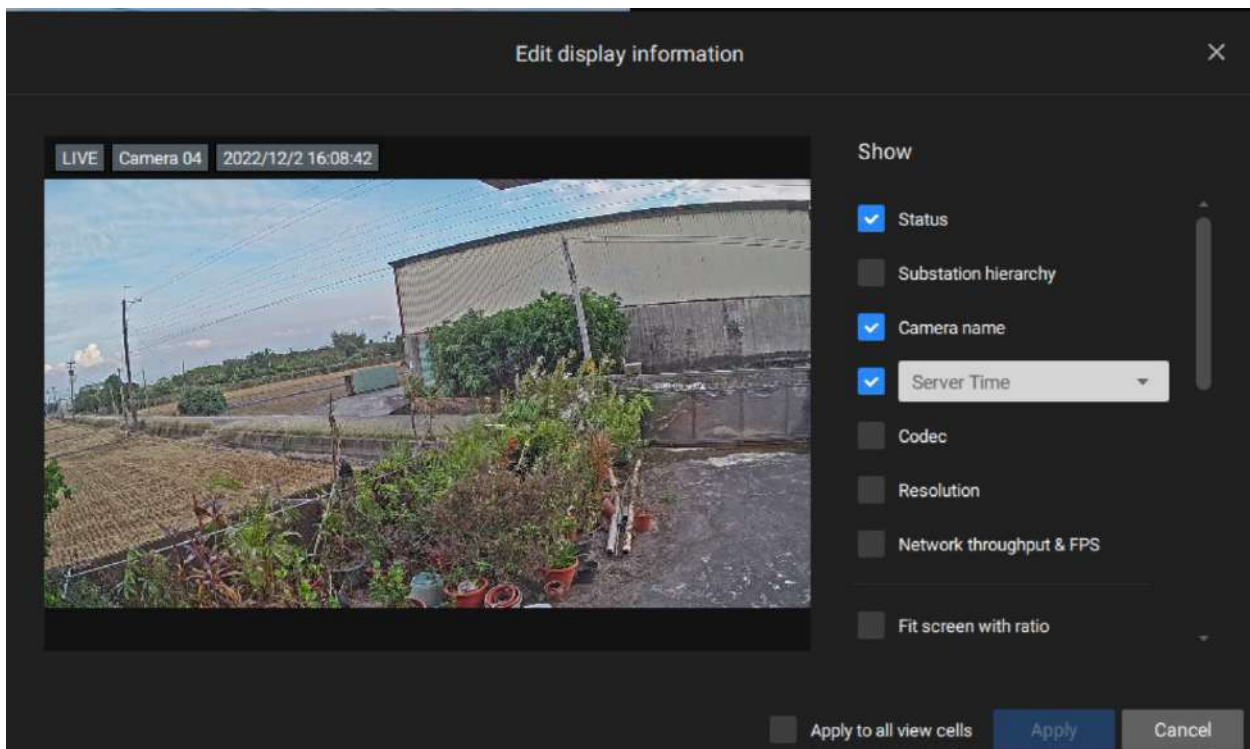 Edit display information
LIVE Camera 04 2022/12/2 16:08:42
Show
Status
Substation hierarchy
Camera name
Server Time
Codec
Resolution
Network throughput & FPS
Fit screen with ratio
Apply to all view cells Apply Cancel